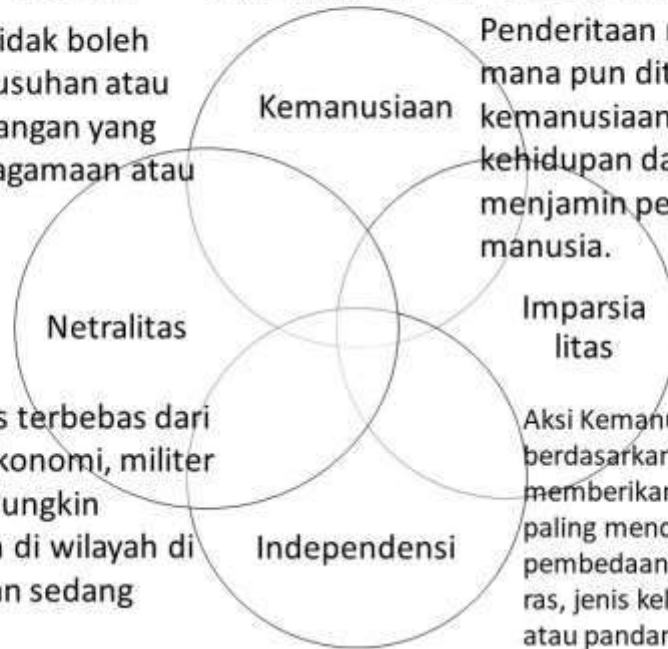 idak boleh
usuhan atau
angan yang
agamaan atau
Kemanusiaan
Penderitaan
mana pun dit
kemanusiaan
kehidupan da
menjamin pe
manusia.
Netralitas
Imparsia
litas
s terbebas dari
konomi, militer
ungkin
di wilayah di
an sedang
Independensi
Aksi Kemanu
berdasarkan
memberikan
paling mend
pembedaan
ras, jenis kel
atau pandan